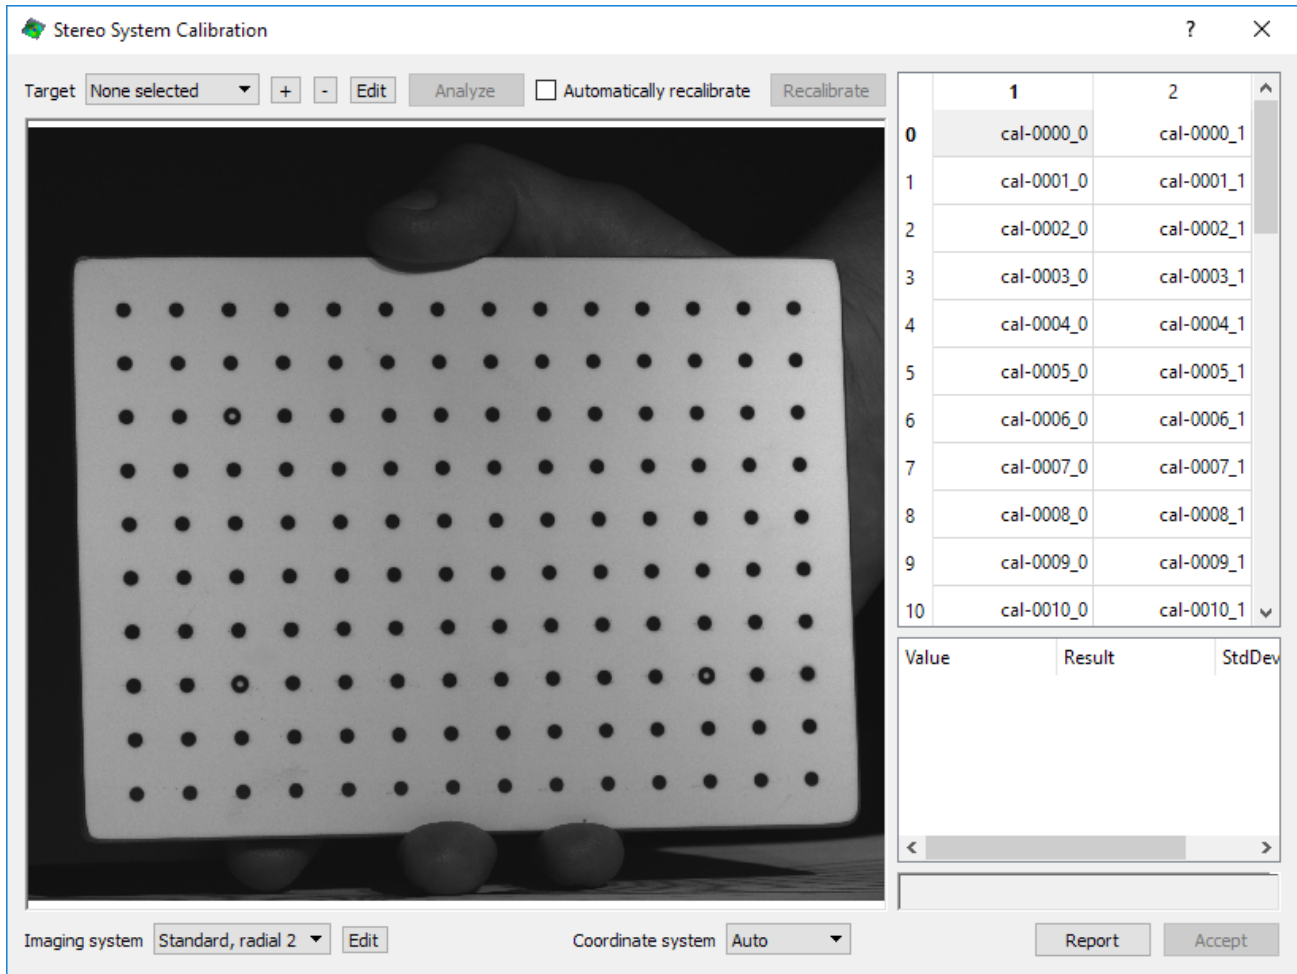 Stereo System Calibration
?
Target None selected + - Edit Analyze Automatically recalibrate Recalibrate
1 2
0 cal-0000_0 cal-0000_1
1 cal-0001_0 cal-0001_1
2 cal-0002_0 cal-0002_1
3 cal-0003_0 cal-0003_1
4 cal-0004_0 cal-0004_1
5 cal-0005_0 cal-0005_1
6 cal-0006_0 cal-0006_1
7 cal-0007_0 cal-0007_1
8 cal-0008_0 cal-0008_1
9 cal-0009_0 cal-0009_1
10 cal-0010_0 cal-0010_1
Value Result StdDev
Imaging system Standard, radial 2 Edit Coordinate system Auto Report Accept